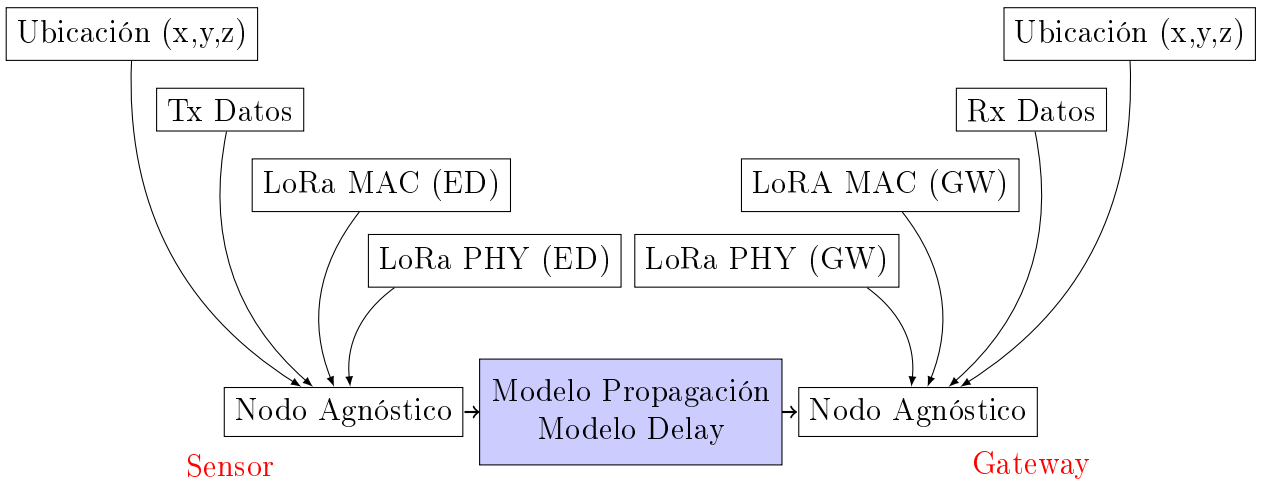 Ubicación (x,y,z)
Ubicación (x,y,z)
Tx Datos
Rx Datos
LoRa MAC (ED)
LoRA MAC (GW)
LoRa PHY (ED)
LoRa PHY (GW)
Nodo Agnóstico
Modelo Propagación
Modelo Delay
Nodo Agnóstico
Sensor
Gateway